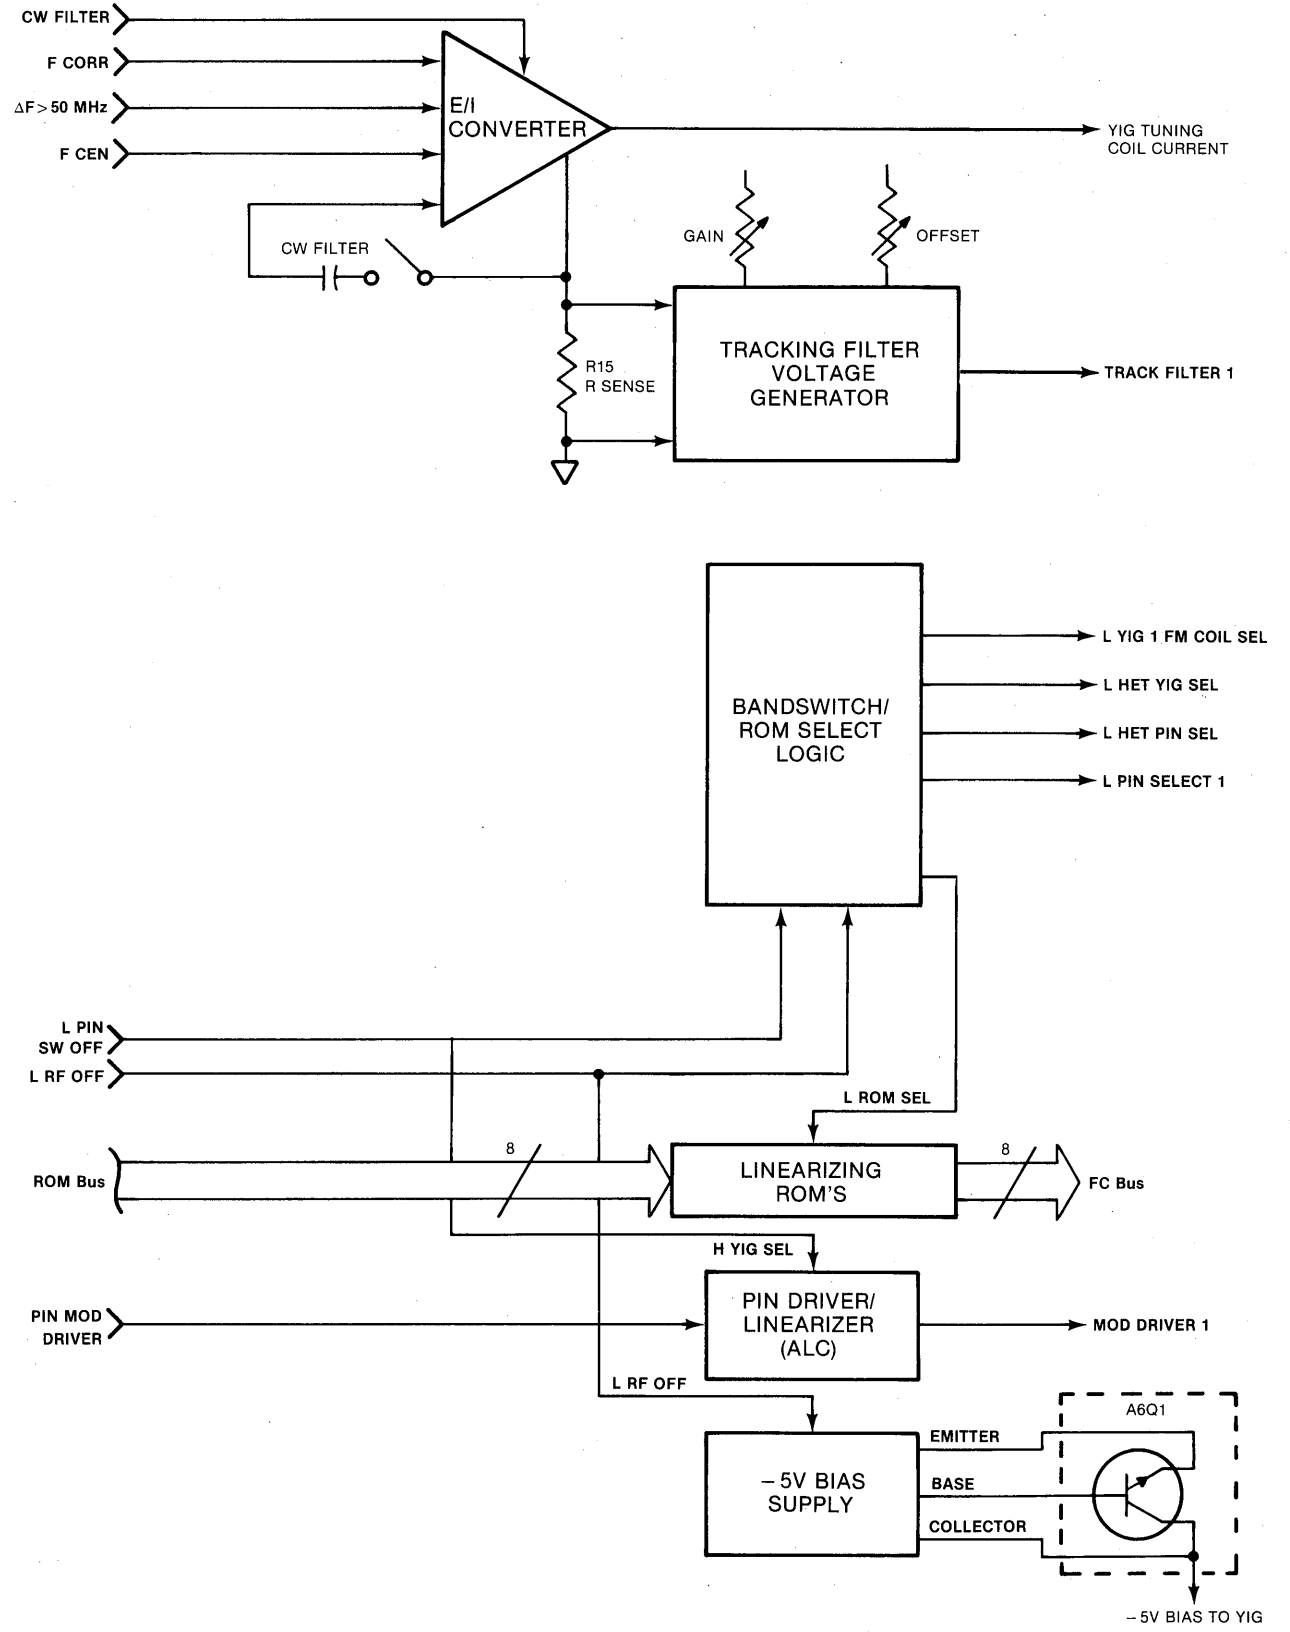 CW FILTER
F CORR
ΔF>50 MHz
F CEN
E/I
CONVERTER
YIG TUNING
COIL CURRENT
CW FILTER
GAIN
OFFSET
R15
R SENSE
TRACKING FILTER
VOLTAGE
GENERATOR
TRACK FILTER 1
BANDSWITCH/
ROM SELECT
LOGIC
L YIG 1 FM COIL SEL
L HET YIG SEL
L HET PIN SEL
L PIN SELECT 1
L PIN
SW OFF
L RF OFF
L ROM SEL
ROM Bus
8
LINEARIZING
ROM'S
8
FC Bus
H YIG SEL
PIN MOD
DRIVER
PIN DRIVER/
LINEARIZER
(ALC)
MOD DRIVER 1
L RF OFF
–5V BIAS
SUPPLY
EMITTER
BASE
COLLECTOR
A6Q1
–5V BIAS TO YIG